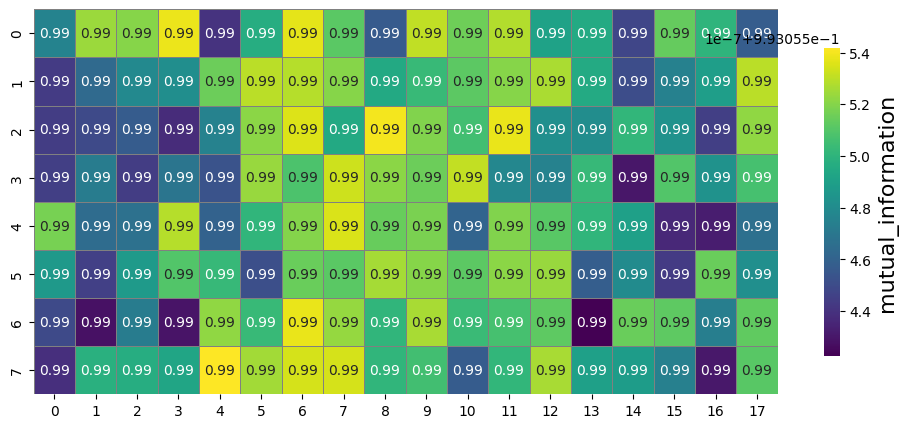 0 0.99 0.99 0.99 0.99 0.99 0.99 0.99 0.99 0.99 0.99 0.99 0.99 0.99 0.99 0.99 0.99 0.99 0.99
1e-7+9.93055e-1
1 0.99 0.99 0.99 0.99 0.99 0.99 0.99 0.99 0.99 0.99 0.99 0.99 0.99 0.99 0.99 0.99 0.99 0.99
2 0.99 0.99 0.99 0.99 0.99 0.99 0.99 0.99 0.99 0.99 0.99 0.99 0.99 0.99 0.99 0.99 0.99 0.99
3 0.99 0.99 0.99 0.99 0.99 0.99 0.99 0.99 0.99 0.99 0.99 0.99 0.99 0.99 0.99 0.99 0.99 0.99
4 0.99 0.99 0.99 0.99 0.99 0.99 0.99 0.99 0.99 0.99 0.99 0.99 0.99 0.99 0.99 0.99 0.99 0.99
5 0.99 0.99 0.99 0.99 0.99 0.99 0.99 0.99 0.99 0.99 0.99 0.99 0.99 0.99 0.99 0.99 0.99 0.99
6 0.99 0.99 0.99 0.99 0.99 0.99 0.99 0.99 0.99 0.99 0.99 0.99 0.99 0.99 0.99 0.99 0.99 0.99
7 0.99 0.99 0.99 0.99 0.99 0.99 0.99 0.99 0.99 0.99 0.99 0.99 0.99 0.99 0.99 0.99 0.99 0.99
0 1 2 3 4 5 6 7 8 9 10 11 12 13 14 15 16 17
5.4
5.2
5.0
4.8
4.6
4.4
mutual_information